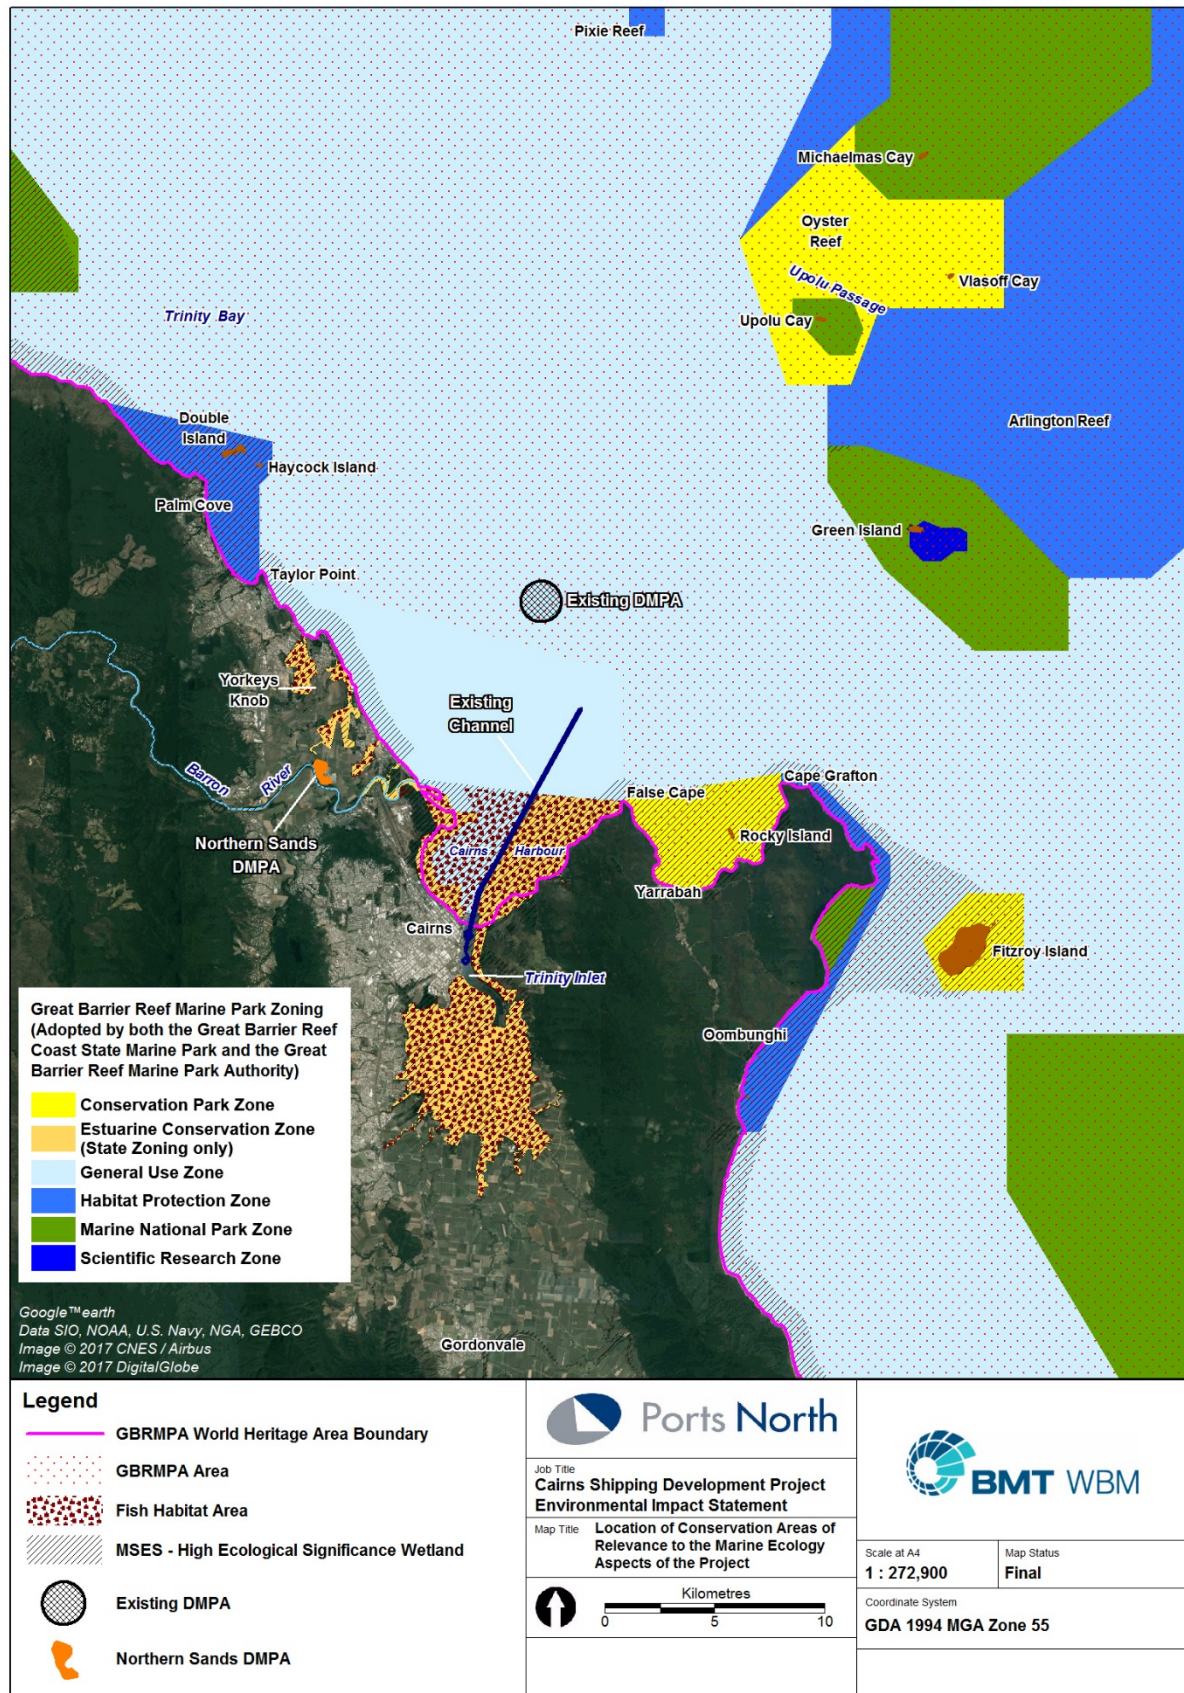 Pixie Reef
Michaelmas Cay
Oyster
Reef
Upolu Passage
Vlasoff Cay
Upolu Cay
Trinity Bay
Arlington Reef
Double
Island
Haycock Island
Palm Cove
Green Island
Taylor Point
Existing DMPA
Yorkeys
Knob
Existing
Channel
Barron River
Cape Grafton
False Cape
Northern Sands
DMPA
Cairns Harbour
Rocky Island
Yarrabah
Cairns
Fitzroy Island
Trinity Inlet
Oombunghi
Great Barrier Reef Marine Park Zoning
(Adopted by both the Great Barrier Reef
Coast State Marine Park and the Great
Barrier Reef Marine Park Authority)
Conservation Park Zone
Estuarine Conservation Zone
(State Zoning only)
General Use Zone
Habitat Protection Zone
Marine National Park Zone
Scientific Research Zone
Google™earth
Data SIO, NOAA, U.S. Navy, NGA, GEBCO
Image © 2017 CNES / Airbus
Image © 2017 DigitalGlobe
Gordonvale
Legend
GBRMPA World Heritage Area Boundary
GBRMPA Area
Fish Habitat Area
MSES - High Ecological Significance Wetland
Existing DMPA
Northern Sands DMPA
Ports North
Job Title
Cairns Shipping Development Project
Environmental Impact Statement
Map Title
Location of Conservation Areas of
Relevance to the Marine Ecology
Aspects of the Project
Kilometres
0 5 10
BMT WBM
Scale at A4
1 : 272,900
Map Status
Final
Coordinate System
GDA 1994 MGA Zone 55